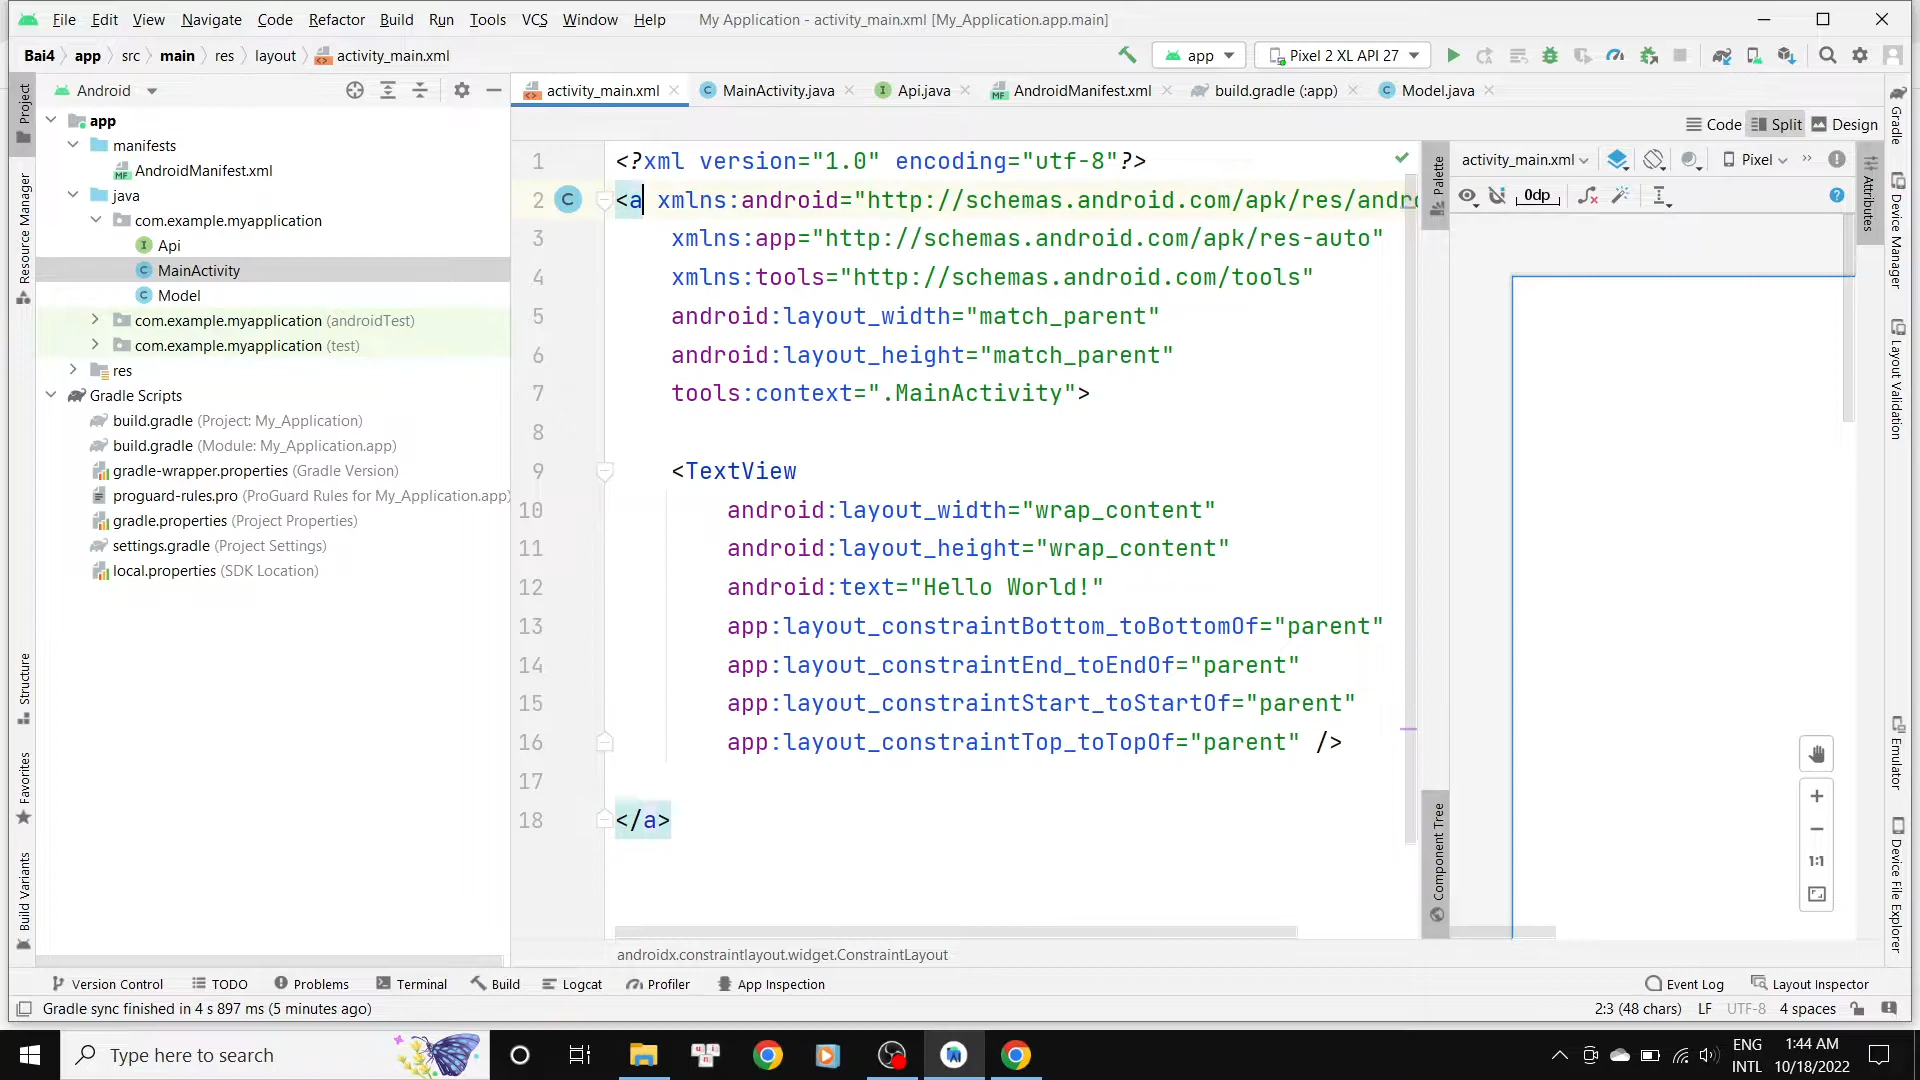 File Edit View Navigate Code Refactor Build Run Tools VCS Window Help My Application - activity_main.xml [My_Application.app.main]
Bai4 app src main res layout activity_main.xml app Pixel 2 XL API 27
Android activity_main.xml MainActivity.java Api.java AndroidManifest.xml build.gradle (:app) Model.java
Code Split Design
activity_main.xml Pixel
0dp
Project
Resource Manager
Structure
Favorites
Build Variants
app
manifests
AndroidManifest.xml
java
com.example.myapplication
Api
MainActivity
Model
com.example.myapplication (androidTest)
com.example.myapplication (test)
res
Gradle Scripts
build.gradle (Project: My_Application)
build.gradle (Module: My_Application.app)
gradle-wrapper.properties (Gradle Version)
proguard-rules.pro (ProGuard Rules for My_Application.app)
gradle.properties (Project Properties)
settings.gradle (Project Settings)
local.properties (SDK Location)
1 <?xml version="1.0" encoding="utf-8"?>
2 <a xmlns:android="http://schemas.android.com/apk/res/andro
3 xmlns:app="http://schemas.android.com/apk/res-auto"
4 xmlns:tools="http://schemas.android.com/tools"
5 android:layout_width="match_parent"
6 android:layout_height="match_parent"
7 tools:context=".MainActivity">
8
9 <TextView
10 android:layout_width="wrap_content"
11 android:layout_height="wrap_content"
12 android:text="Hello World!"
13 app:layout_constraintBottom_toBottomOf="parent"
14 app:layout_constraintEnd_toEndOf="parent"
15 app:layout_constraintStart_toStartOf="parent"
16 app:layout_constraintTop_toTopOf="parent" />
17
18 </a>
androidx.constraintlayout.widget.ConstraintLayout
Palette
Component Tree
1:1
Attributes
Gradle
Device Manager
Layout Validation
Emulator
Device File Explorer
Version Control TODO Problems Terminal Build Logcat Profiler App Inspection Event Log Layout Inspector
Gradle sync finished in 4 s 897 ms (5 minutes ago) 2:3 (48 chars) LF UTF-8 4 spaces
Type here to search
ENG
INTL
1:44 AM
10/18/2022